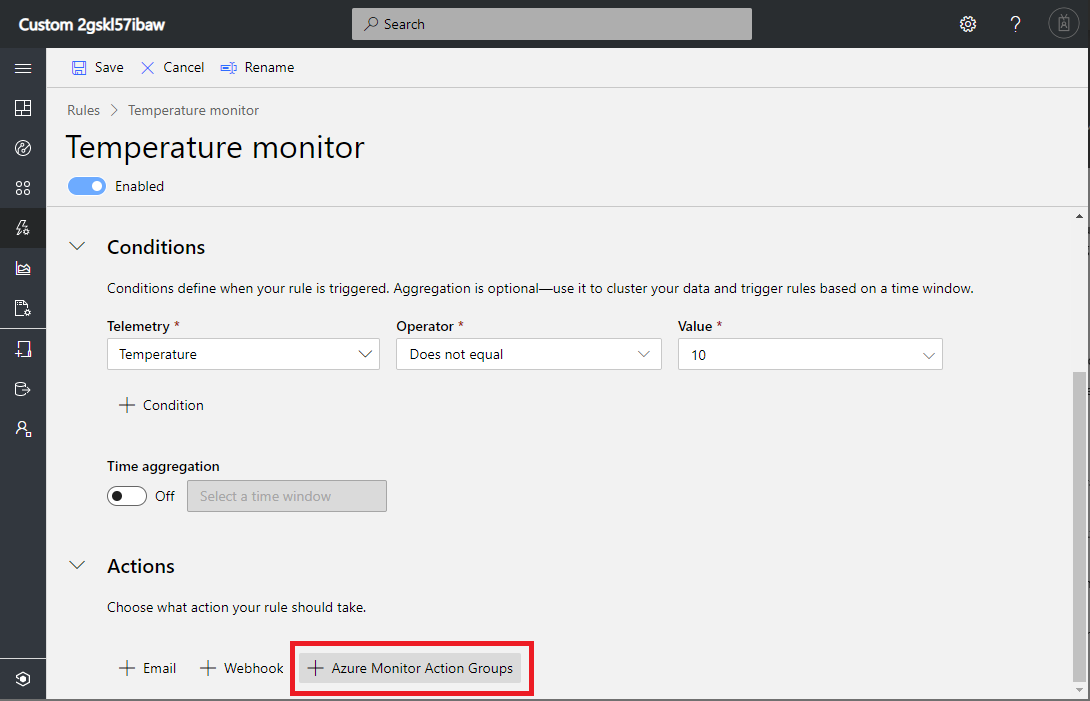 Custom 2gskl57ibaw
Search
?
Save Cancel Rename
Rules > Temperature monitor
Temperature monitor
Enabled
Conditions
Conditions define when your rule is triggered. Aggregation is optional—use it to cluster your data and trigger rules based on a time window.
Telemetry * Operator * Value *
Temperature Does not equal 10
+ Condition
Time aggregation
Off Select a time window
Actions
Choose what action your rule should take.
+ Email + Webhook + Azure Monitor Action Groups